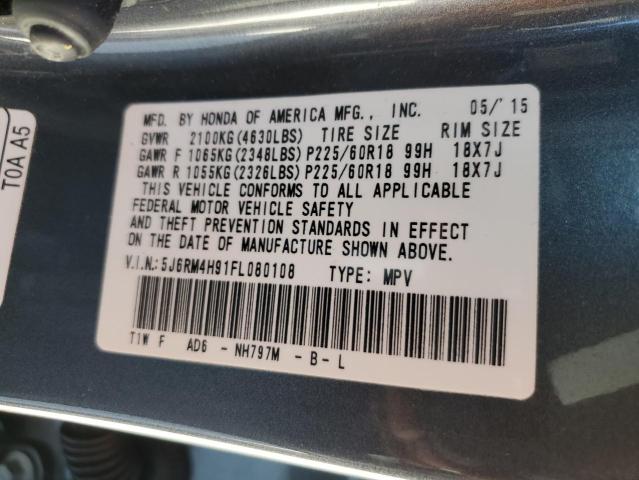 MFD. BY HONDA OF AMERICA MFG., INC. 05/'15
GVWR 2100KG(4630LBS) TIRE SIZE RIM SIZE
GAWR F 1065KG(2348LBS) P225/60R18 99H 18X7J
GAWR R 1055KG(2326LBS) P225/60R18 99H 18X7J
THIS VEHICLE CONFORMS TO ALL APPLICABLE
FEDERAL MOTOR VEHICLE SAFETY
AND THEFT PREVENTION STANDARDS IN EFFECT
ON THE DATE OF MANUFACTURE SHOWN ABOVE.
V.I.N.:5J6RM4H91FL080108 TYPE: MPV
T1W F AD6 - NH797M - B - L
T0A A5